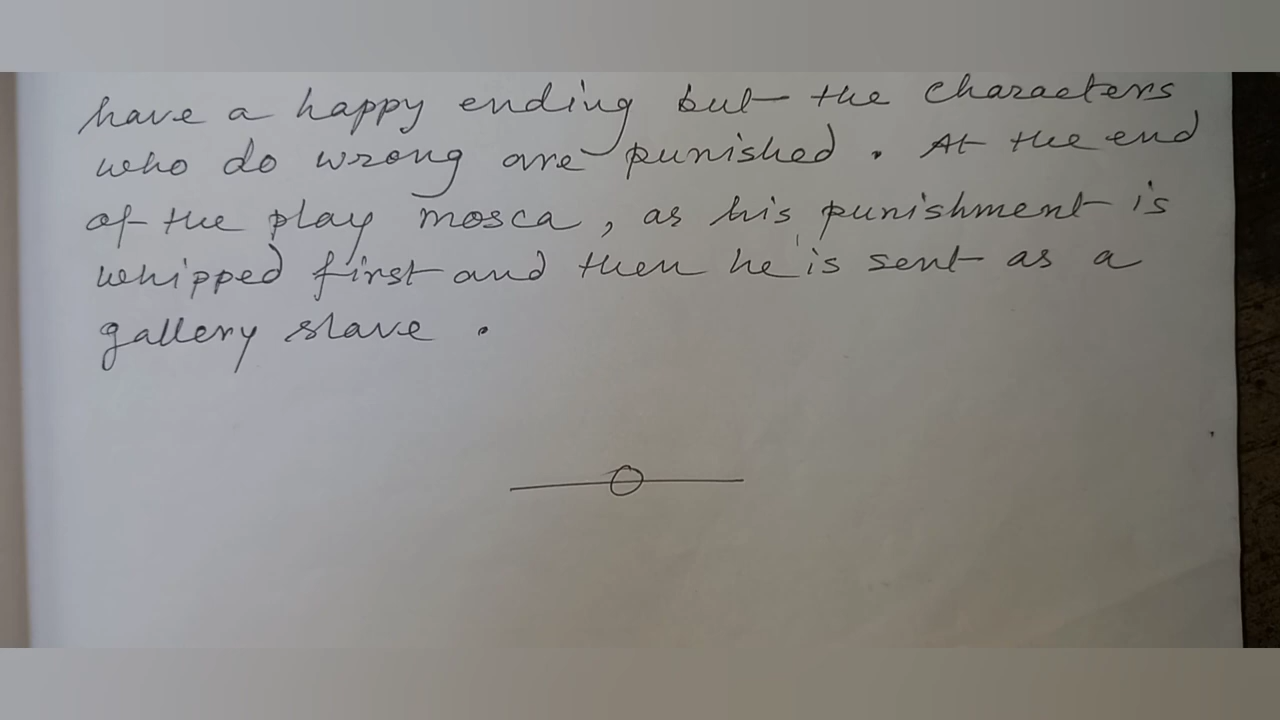 have a happy ending but the characters
who do wrong are punished. At the end
of the play mosca, as his punishment is
whipped first and then he is sent as a
gallery slave.